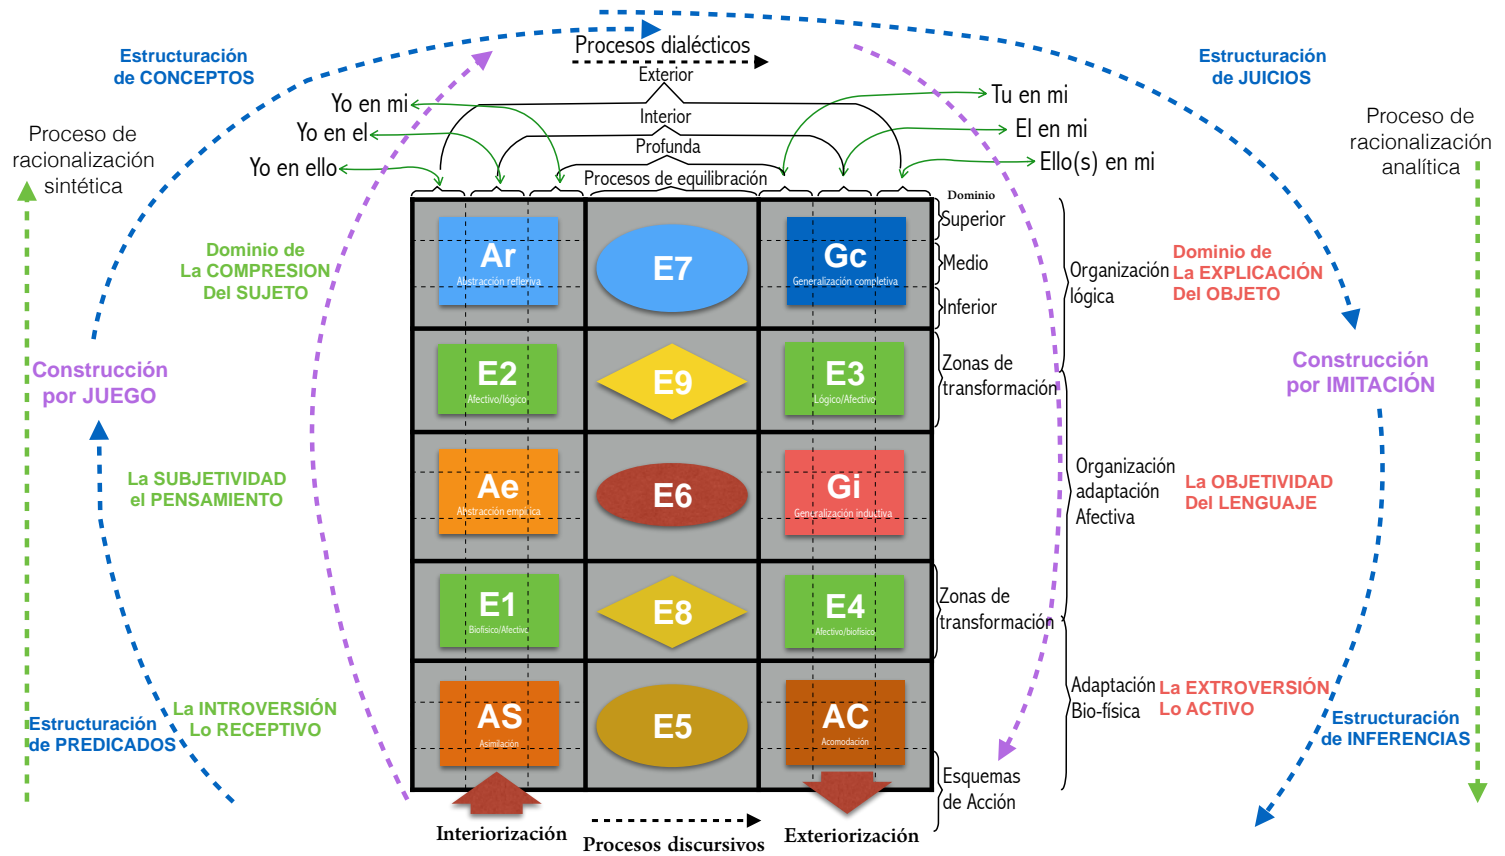 Estructuración
de CONCEPTOS
Procesos dialécticos
Estructuración
de JUICIOS
Exterior
Yo en mi
Tu en mi
Interior
Yo en el
El en mi
Profunda
Yo en ello
Ello(s) en mi
Procesos de equilibración
Proceso de
racionalización
sintética
Proceso de
racionalización
analítica
Dominio
Superior
Medio
Inferior
Dominio de
La COMPRESION
Del SUJETO
Ar
Abstracción reflexiva
E7
Gc
Generalización completiva
Organización
lógica
Dominio de
La EXPLICACIÓN
Del OBJETO
Construcción
por JUEGO
E2
Afectivo/lógico
E9
E3
Lógico/Afectivo
Zonas de
transformación
Construcción
por IMITACIÓN
La SUBJETIVIDAD
el PENSAMIENTO
Ae
Abstracción empírica
E6
Gi
Generalización inductiva
Organización
adaptación
Afectiva
La OBJETIVIDAD
Del LENGUAJE
E1
Biofísico/Afectivo
E8
E4
Afectivo/biofísico
Zonas de
transformación
La INTROVERSIÓN
Lo RECEPTIVO
Estructuración
de PREDICADOS
AS
Asimilación
E5
AC
Acomodación
Adaptación
Bio-física
La EXTROVERSIÓN
Lo ACTIVO
Estructuración
de INFERENCIAS
Esquemas
de Acción
Interiorización
Procesos discursivos
Exteriorización